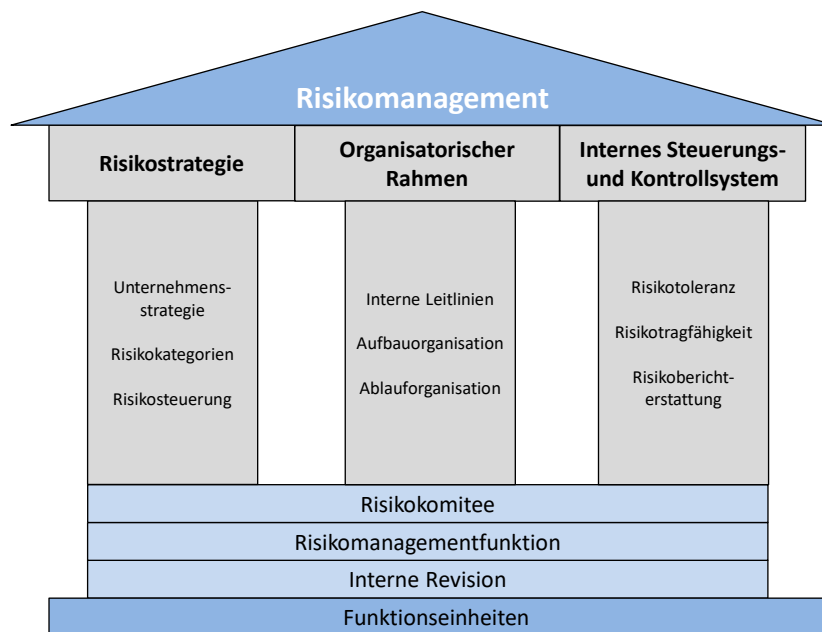 Risikomanagement
Risikostrategie
Organisatorischer
Rahmen
Internes Steuerungs-
und Kontrollsystem
Unternehmens-
strategie
Risikokategorien
Risikosteuerung
Interne Leitlinien
Aufbauorganisation
Ablauforganisation
Risikotoleranz
Risikotragfähigkeit
Risikobericht-
erstattung
Risikokomitee
Risikomanagementfunktion
Interne Revision
Funktionseinheiten